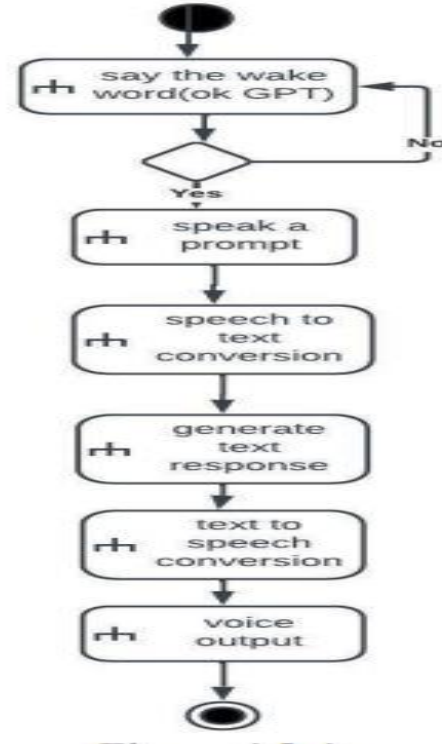 say the wake
word(ok GPT)
No
Yes
speak a
prompt
speech to
text
conversion
generate
text
response
text to
speech
conversion
voice
output